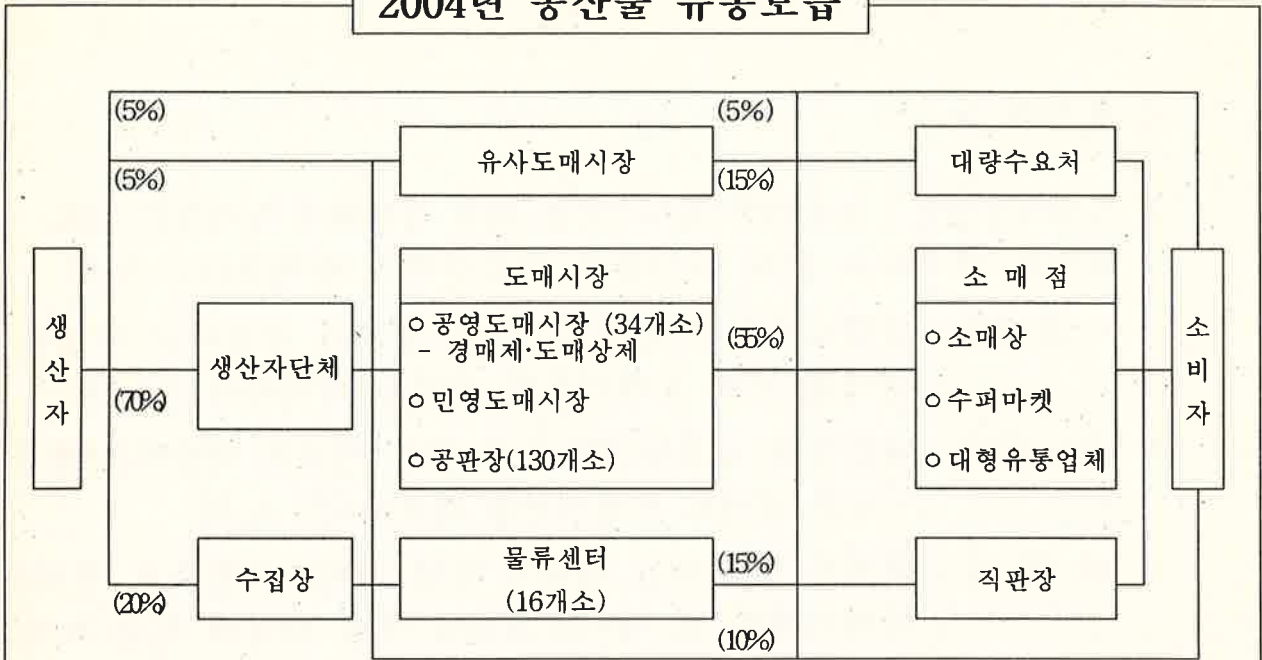 2004년 농산물 유통모습
(5%)
(5%)
유사도매시장
대량수요처
(5%)
(15%)
도매시장
소 매 점
생산자
생산자단체
○ 공영도매시장 (34개소)
- 경매제·도매상제
○ 민영도매시장
○ 공판장(130개소)
(55%)
○ 소매상
○ 수퍼마켓
○ 대형유통업체
소비자
(70%)
수집상
물류센터
(16개소)
(15%)
직판장
(20%)
(10%)